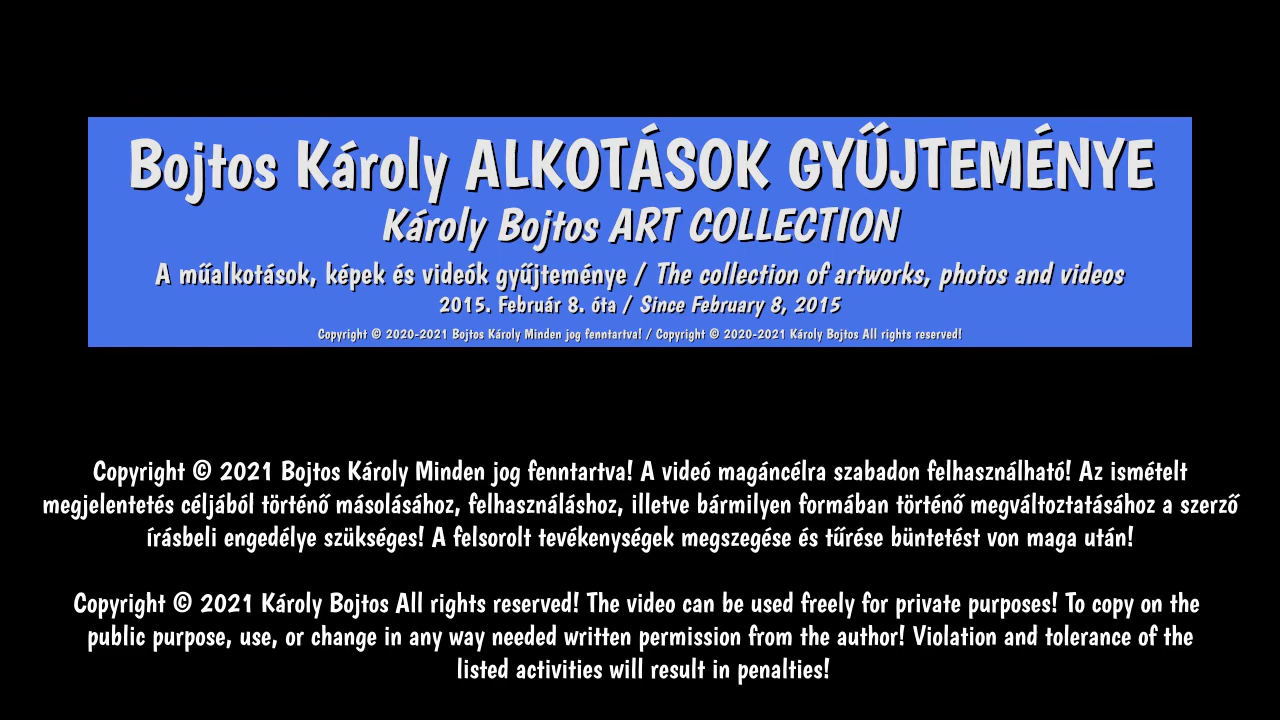 Bojtos Károly ALKOTÁSOK GYŰJTEMÉNYE
Károly Bojtos ART COLLECTION
A műalkotások, képek és videók gyűjteménye / The collection of artworks, photos and videos
2015. Február 8. óta / Since February 8, 2015
Copyright © 2020-2021 Bojtos Károly Minden jog fenntartva! / Copyright © 2020-2021 Károly Bojtos All rights reserved!
Copyright © 2021 Bojtos Károly Minden jog fenntartva! A videó magáncélra szabadon felhasználható! Az ismételt
megjelentetés céljából történő másolásához, felhasználáshoz, illetve bármilyen formában történő megváltoztatásához a szerző
írásbeli engedélye szükséges! A felsorolt tevékenységek megszegése és tűrése büntetést von maga után!
Copyright © 2021 Károly Bojtos All rights reserved! The video can be used freely for private purposes! To copy on the
public purpose, use, or change in any way needed written permission from the author! Violation and tolerance of the
listed activities will result in penalties!